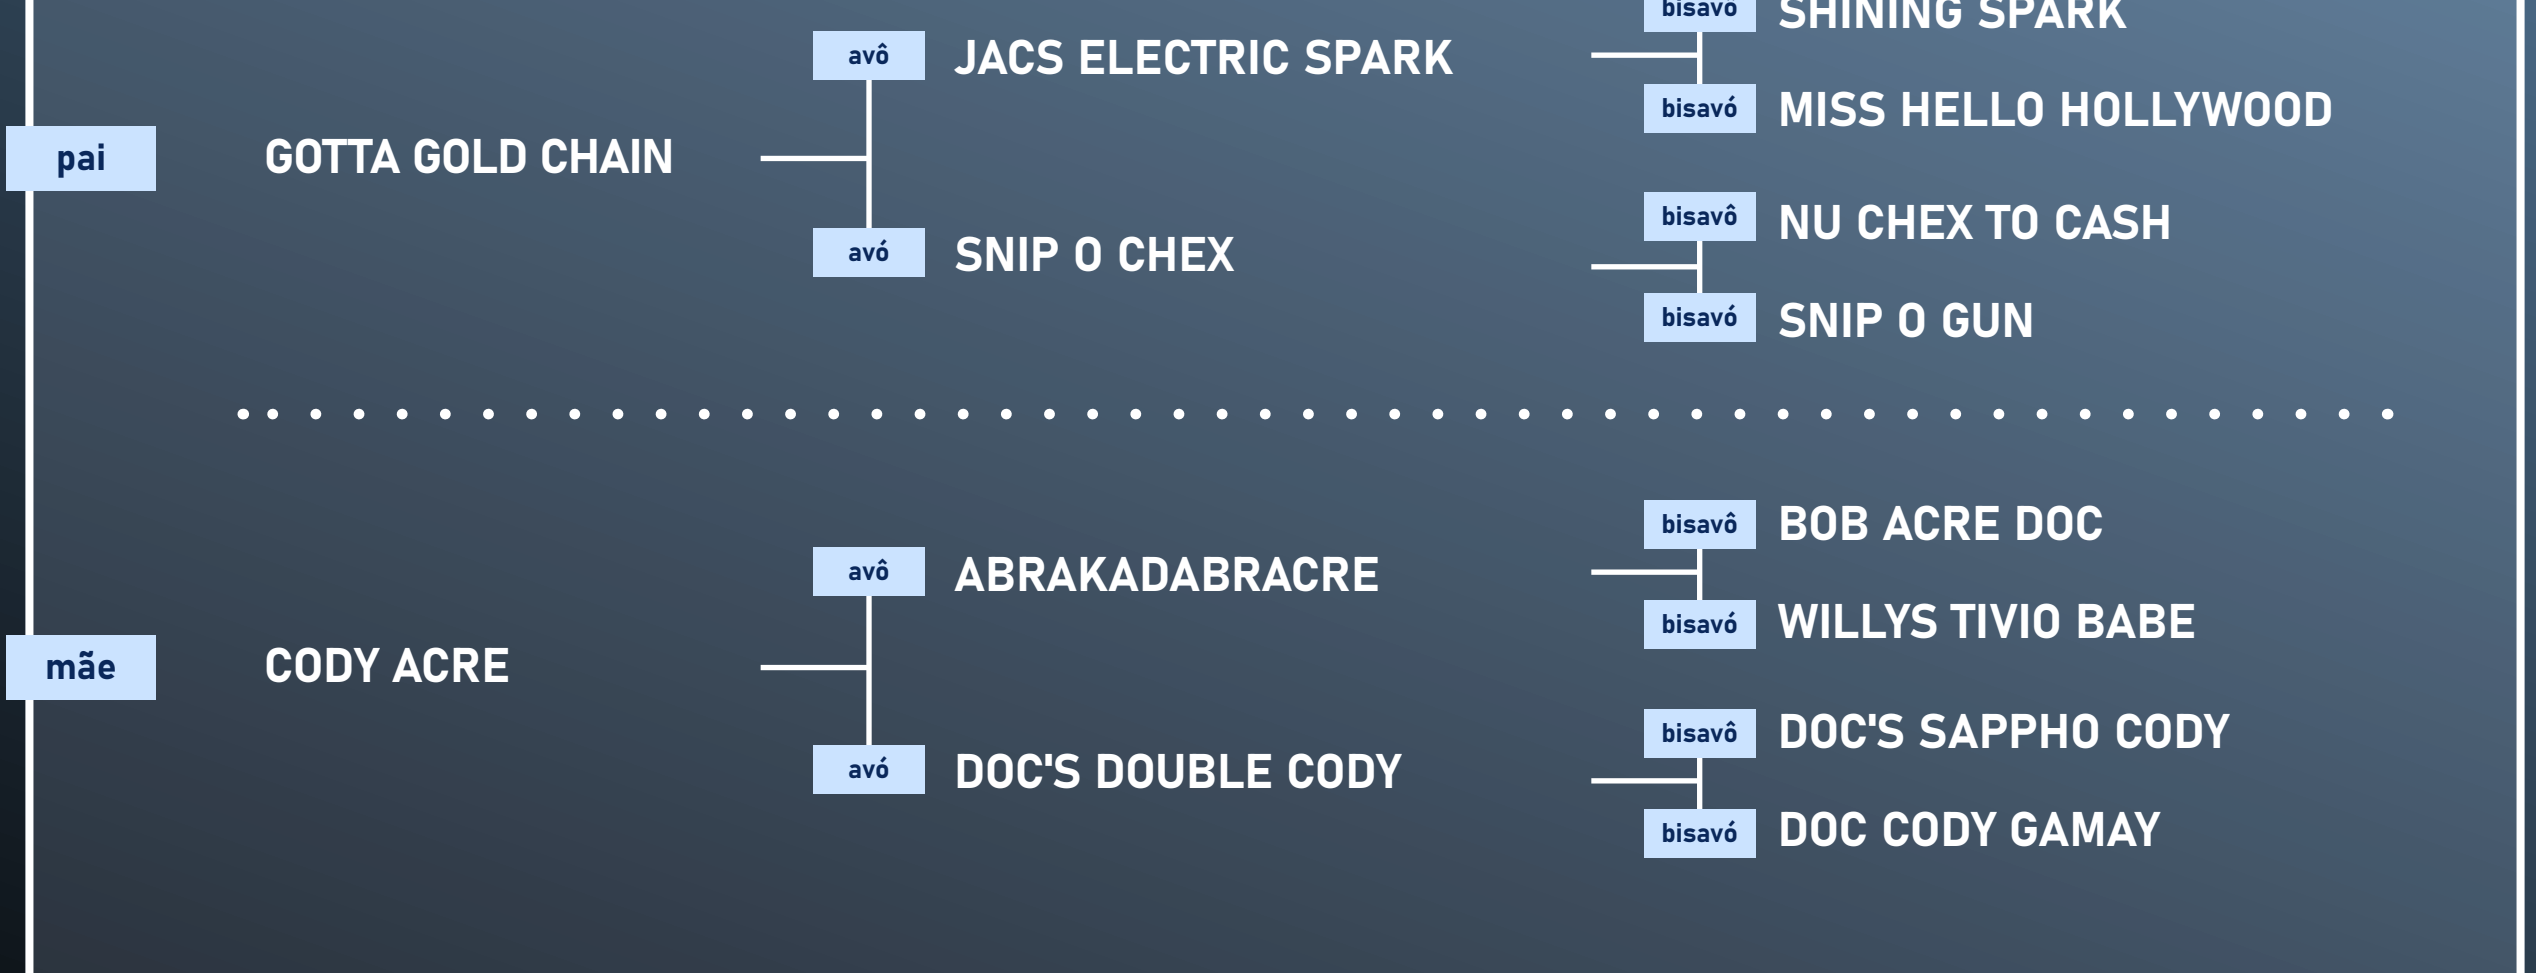 bisavô SHINING SPARK
avô JACS ELECTRIC SPARK
bisavó MISS HELLO HOLLYWOOD
pai GOTTA GOLD CHAIN
bisavô NU CHEX TO CASH
avó SNIP O CHEX
bisavó SNIP O GUN
bisavô BOB ACRE DOC
avô ABRAKADABRACRE
bisavó WILLYS TIVIO BABE
mãe CODY ACRE
bisavô DOC'S SAPPHO CODY
avó DOC'S DOUBLE CODY
bisavó DOC CODY GAMAY